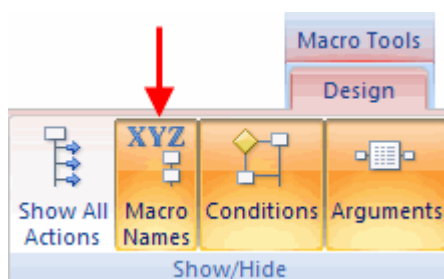 Macro Tools
Design
XYZ
Show All Actions
Macro Names
Conditions
Arguments
Show/Hide